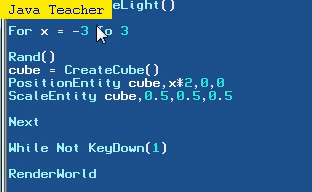 Java Teacher
eLight()
For x = -3 To 3
Rand()
cube = CreateCube()
PositionEntity cube,x*2,0,0
ScaleEntity cube,0.5,0.5,0.5
Next
While Not KeyDown(1)
RenderWorld